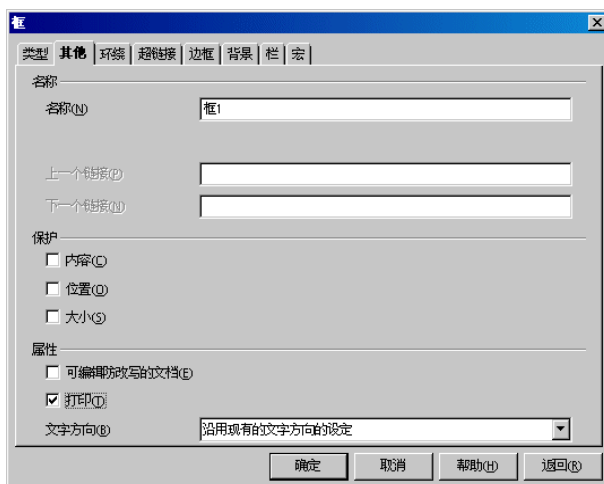 框
类型 其他 环绕 超链接 边框 背景 栏 宏
名称
名称(N) 框1
上一个链接(P)
下一个链接(N)
保护
内容(C)
位置(O)
大小(S)
属性
可编辑防改写的文档(E)
打印(T)
文字方向(B) 沿用现有的文字方向的设定
确定 取消 帮助(H) 返回(R)